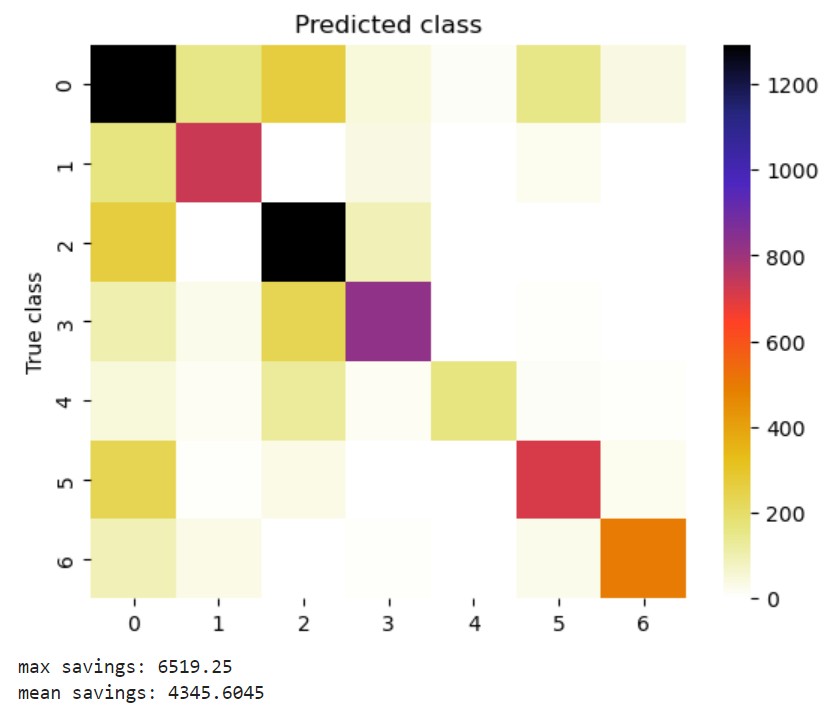 Predicted class
True class
0
1
2
3
4
5
6
0 1 2 3 4 5 6
1200
1000
800
600
400
200
0
max savings: 6519.25
mean savings: 4345.6045